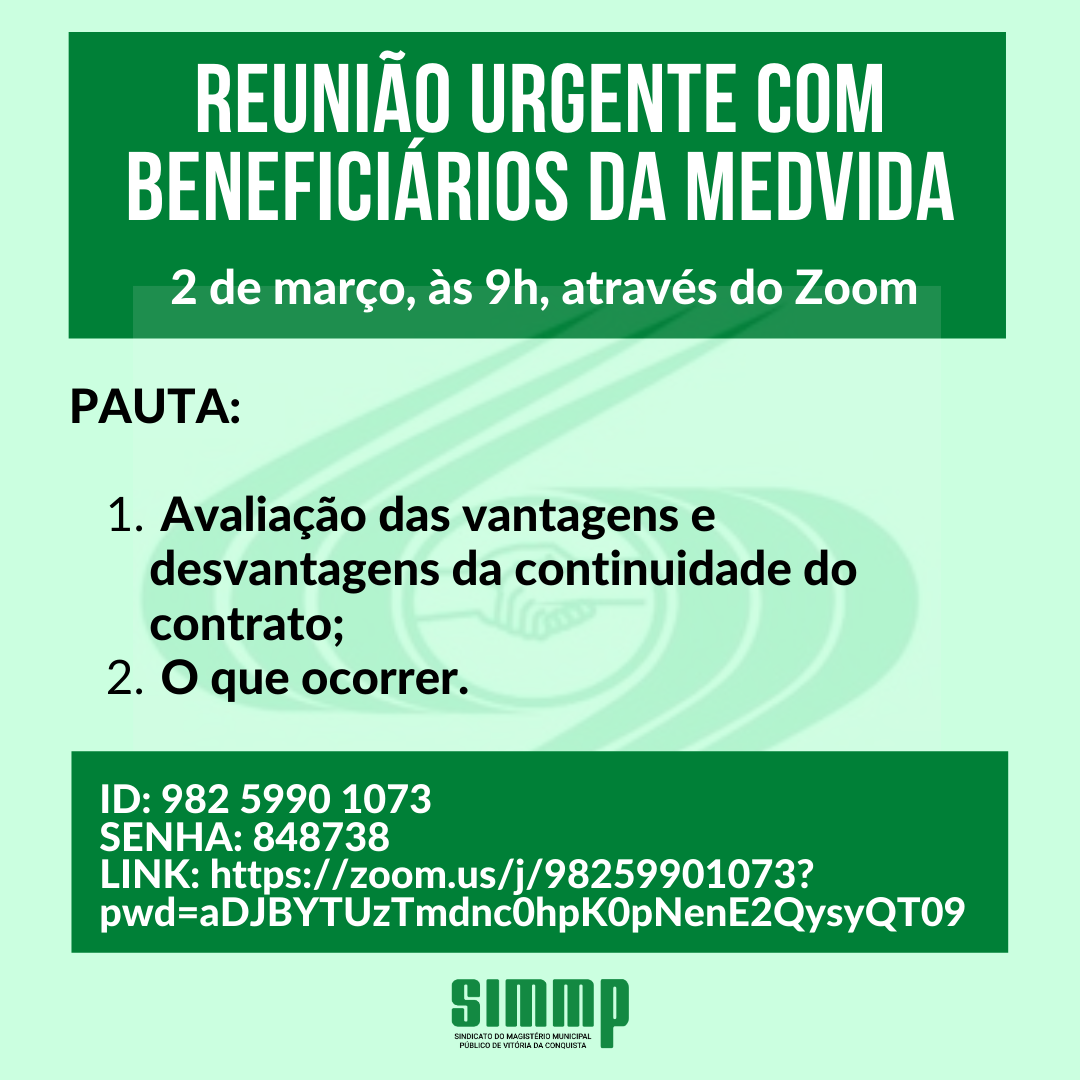 REUNIÃO URGENTE COM
BENEFICIÁRIOS DA MEDVIDA
2 de março, às 9h, através do Zoom
PAUTA:
1. Avaliação das vantagens e
desvantagens da continuidade do
contrato;
2. O que ocorrer.
ID: 982 5990 1073
SENHA: 848738
LINK: https://zoom.us/j/98259901073?
pwd=aDJBYTUzTmdnc0hpK0pNenE2QysyQT09
SIMMP
SINDICATO DO MAGISTÉRIO MUNICIPAL
PÚBLICO DE VITÓRIA DA CONQUISTA